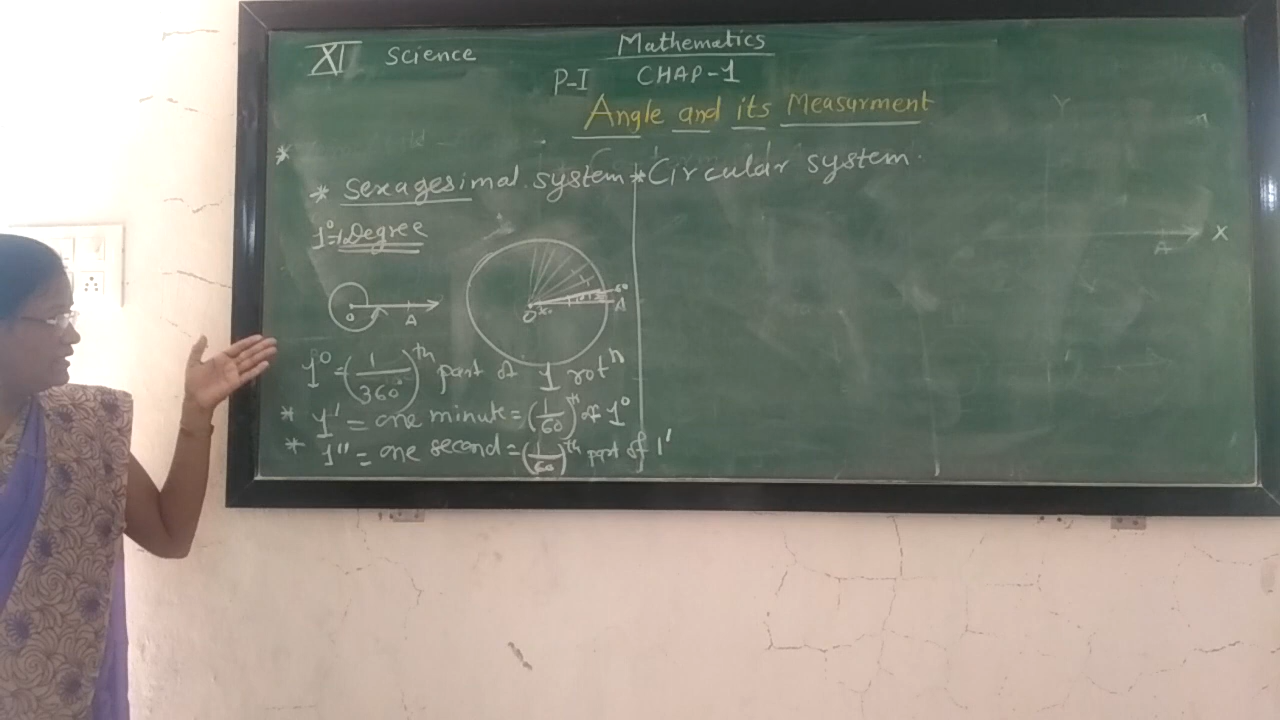 XI Science
Mathematics
P-I CHAP-1
Angle and its Measurment
*
* Sexagesimal system
1° = Degree
O A
O A
1° = (1/360°)th part of 1 rotn
* 1' = one minute = (1/60)th of 1°
* 1" = one second = (1/60)th part of 1'
* Circular system.
Y
A X